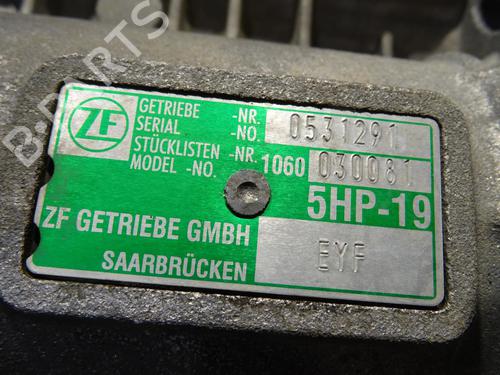 B-PARTS
ZF
GETRIEBE -NR. 0531291
SERIAL -NO.
STÜCKLISTEN -NR. 1060 030081
MODEL -NO.
5HP-19
ZF GETRIEBE GMBH
SAARBRÜCKEN
EYF